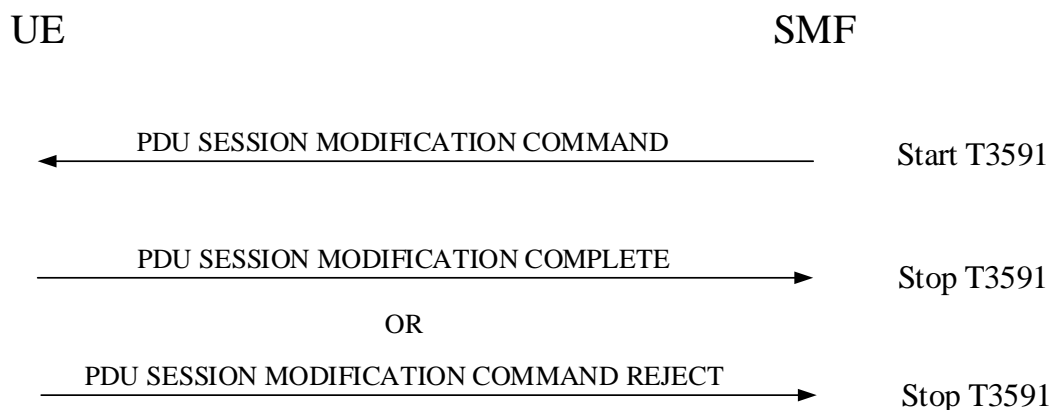 UE
SMF
PDU SESSION MODIFICATION COMMAND
Start T3591
PDU SESSION MODIFICATION COMPLETE
Stop T3591
OR
PDU SESSION MODIFICATION COMMAND REJECT
Stop T3591